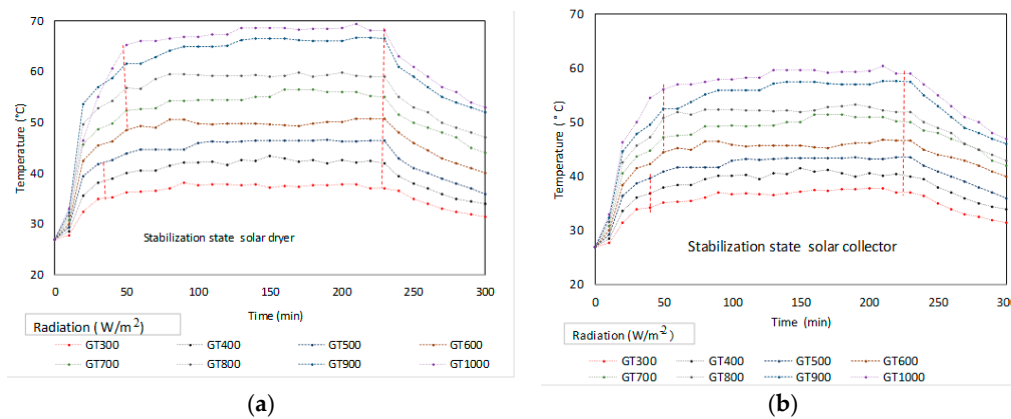 70
60
50
40
30
20
Temperature (°C)
Stabilization state solar dryer
0 50 100 150 200 250 300
Time (min)
Radiation ( W/m²)
GT300 GT400 GT500 GT600
GT700 GT800 GT900 GT1000
(a)
70
60
50
40
30
20
Temperature ( ° C)
Stabilization state solar collector
0 50 100 150 200 250 300
Time (min)
Radiation (W/m⁻²)
GT300 GT400 GT500 GT600
GT700 GT800 GT900 GT1000
(b)